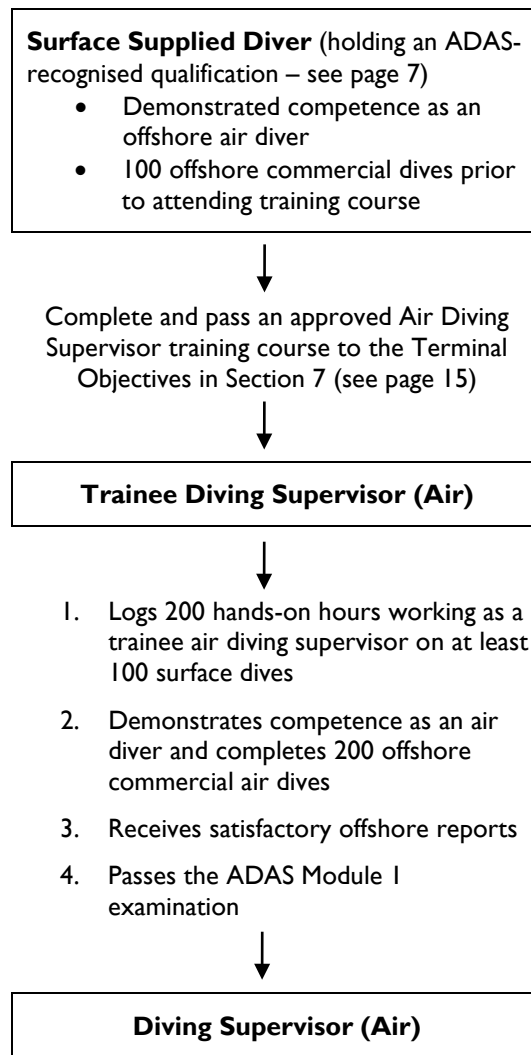 Surface Supplied Diver (holding an ADAS-
recognised qualification – see page 7)
• Demonstrated competence as an
offshore air diver
• 100 offshore commercial dives prior
to attending training course
Complete and pass an approved Air Diving
Supervisor training course to the Terminal
Objectives in Section 7 (see page 15)
Trainee Diving Supervisor (Air)
1. Logs 200 hands-on hours working as a
trainee air diving supervisor on at least
100 surface dives
2. Demonstrates competence as an air
diver and completes 200 offshore
commercial air dives
3. Receives satisfactory offshore reports
4. Passes the ADAS Module 1
examination
Diving Supervisor (Air)